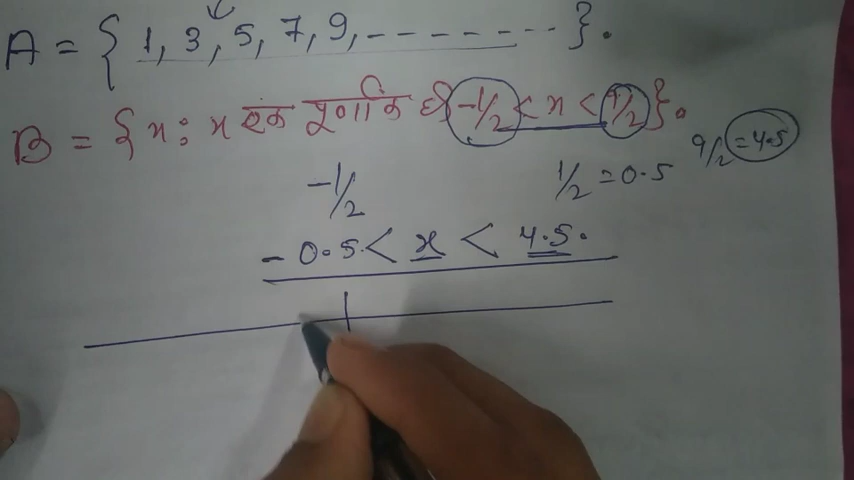 A = { 1, 3, 5, 7, 9, -------- }.
B = { x : x एक पूर्णांक है -1/2 < x < 9/2 }.
9/2 = 4.5
-1/2
1/2 = 0.5
- 0.5 < x < 4.5.